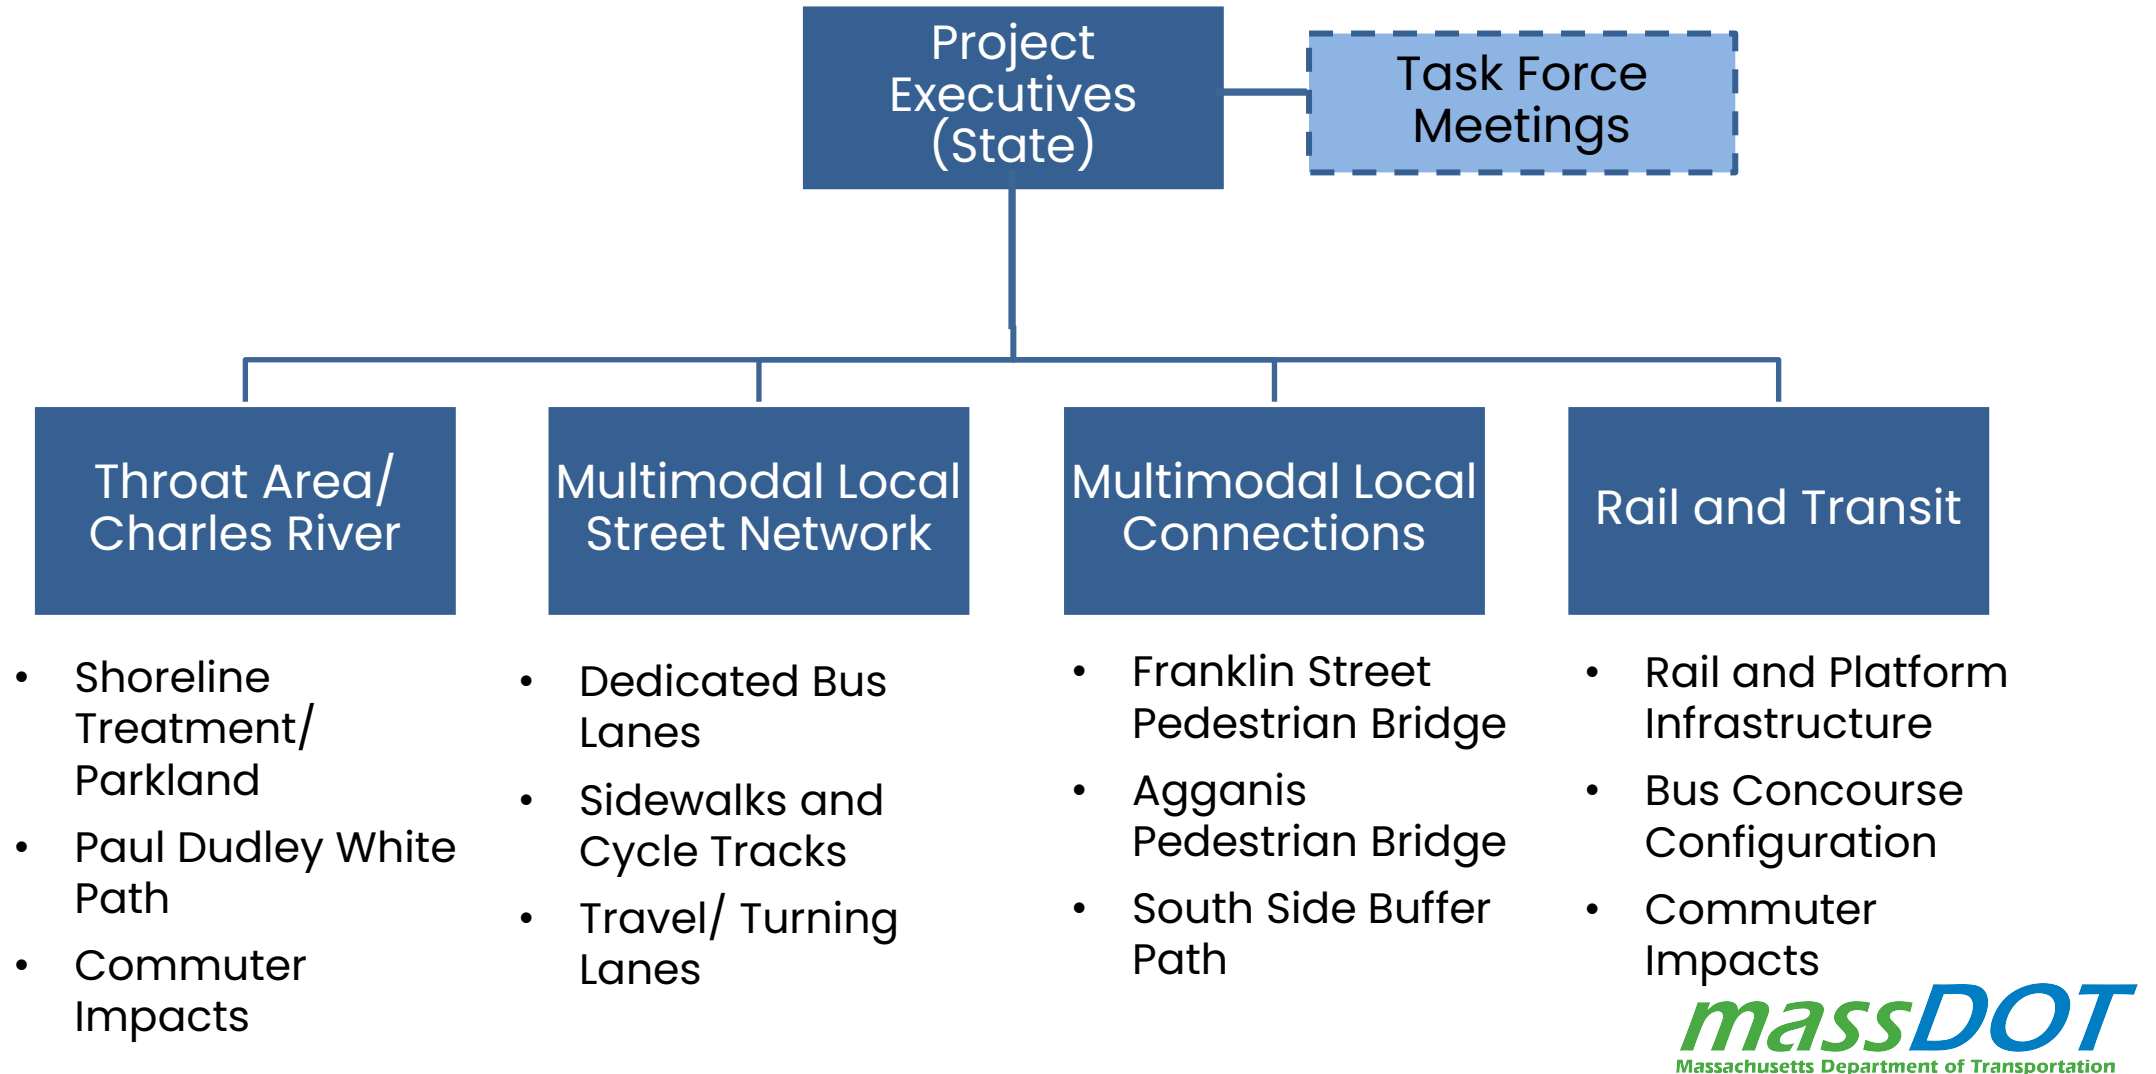 Project
Executives
(State)
Task Force
Meetings
Throat Area/
Charles River
Multimodal Local
Street Network
Multimodal Local
Connections
Rail and Transit
• Shoreline
Treatment/
Parkland
• Paul Dudley White
Path
• Commuter
Impacts
• Dedicated Bus
Lanes
• Sidewalks and
Cycle Tracks
• Travel/ Turning
Lanes
• Franklin Street
Pedestrian Bridge
• Agganis
Pedestrian Bridge
• South Side Buffer
Path
• Rail and Platform
Infrastructure
• Bus Concourse
Configuration
• Commuter
Impacts
massDOT
Massachusetts Department of Transportation